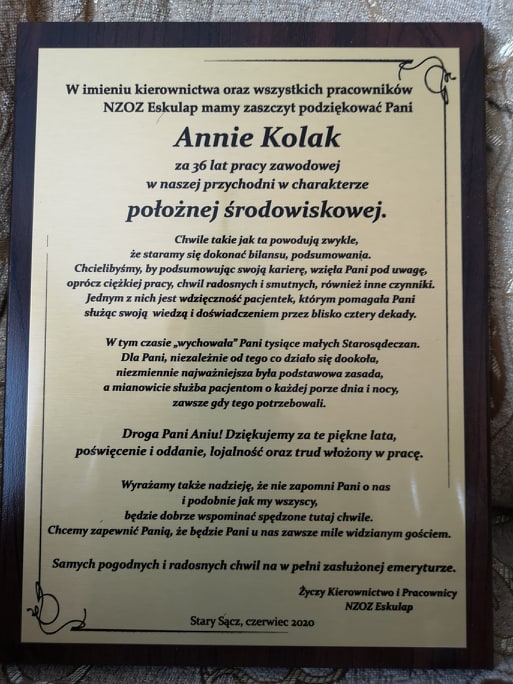 W imieniu kierownictwa oraz wszystkich pracowników
NZOZ Eskulap mamy zaszczyt podziękować Pani
Annie Kolak
za 36 lat pracy zawodowej
w naszej przychodni w charakterze
położnej środowiskowej.
Chwile takie jak ta powodują zwykle,
że staramy się dokonać bilansu, podsumowania.
Chcielibyśmy, by podsumowując swoją karierę, wzięła Pani pod uwagę,
oprócz ciężkiej pracy, chwil radosnych i smutnych, również inne czynniki.
Jednym z nich jest wdzięczność pacjentek, którym pomagała Pani
służąc swoją wiedzą i doświadczeniem przez blisko cztery dekady.
W tym czasie „wychowała” Pani tysiące małych Starosądeczan.
Dla Pani, niezależnie od tego co działo się dookoła,
niezmiennie najważniejsza była podstawowa zasada,
a mianowicie służba pacjentom o każdej porze dnia i nocy,
zawsze gdy tego potrzebowali.
Droga Pani Aniu! Dziękujemy za te piękne lata,
poświęcenie i oddanie, lojalność oraz trud włożony w pracę.
Wyrażamy także nadzieję, że nie zapomni Pani o nas
i podobnie jak my wszyscy,
będzie dobrze wspominać spędzone tutaj chwile.
Chcemy zapewnić Panią, że będzie Pani u nas zawsze mile widzianym gościem.
Samych pogodnych i radosnych chwil na w pełni zasłużonej emeryturze.
Życzy Kierownictwo i Pracownicy
NZOZ Eskulap
Stary Sącz, czerwiec 2020